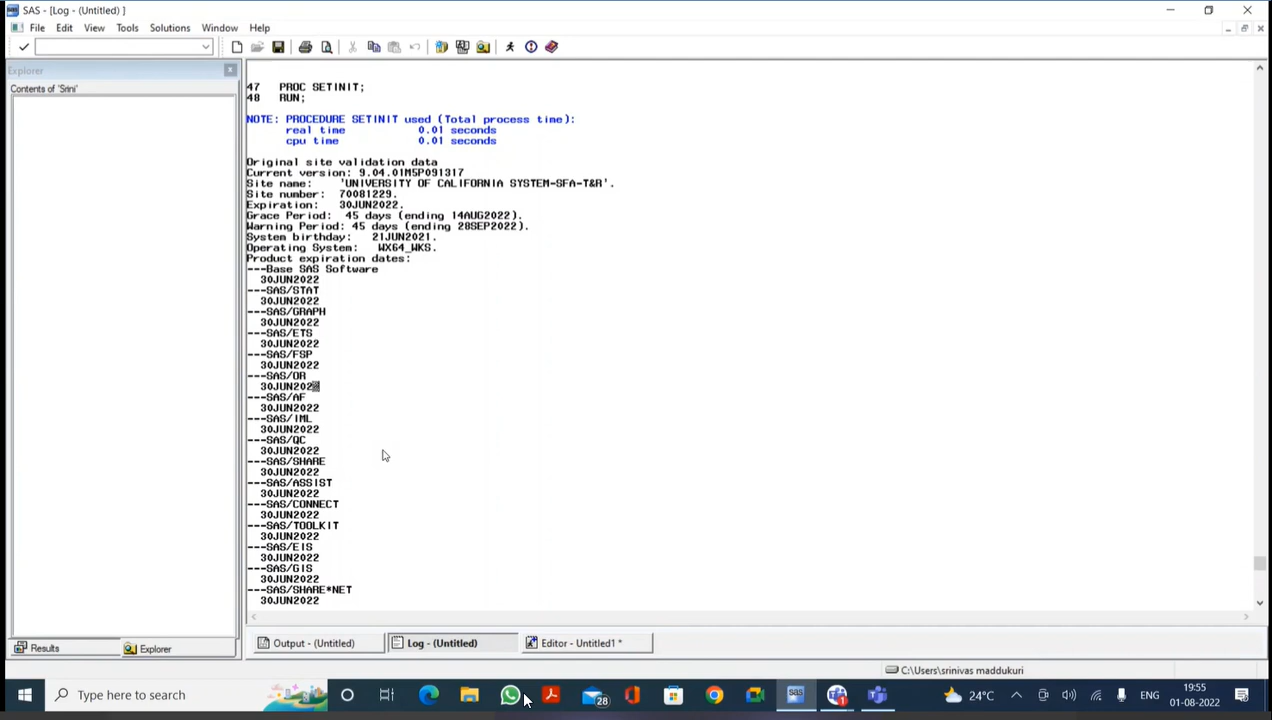 SAS - [Log - (Untitled) ]
File Edit View Tools Solutions Window Help
Explorer
Contents of 'Srini'
47 PROC SETINIT;
48 RUN;
NOTE: PROCEDURE SETINIT used (Total process time):
real time 0.01 seconds
cpu time 0.01 seconds
Original site validation data
Current version: 9.04.01M5P091317
Site name: 'UNIVERSITY OF CALIFORNIA SYSTEM-SFA-T&R'.
Site number: 70081229.
Expiration: 30JUN2022.
Grace Period: 45 days (ending 14AUG2022).
Warning Period: 45 days (ending 28SEP2022).
System birthday: 21JUN2021.
Operating System: WX64_WKS.
Product expiration dates:
---Base SAS Software
30JUN2022
---SAS/STAT
30JUN2022
---SAS/GRAPH
30JUN2022
---SAS/ETS
30JUN2022
---SAS/FSP
30JUN2022
---SAS/OR
30JUN2022
---SAS/AF
30JUN2022
---SAS/IML
30JUN2022
---SAS/QC
30JUN2022
---SAS/SHARE
30JUN2022
---SAS/ASSIST
30JUN2022
---SAS/CONNECT
30JUN2022
---SAS/TOOLKIT
30JUN2022
---SAS/EIS
30JUN2022
---SAS/GIS
30JUN2022
---SAS/SHARE*NET
30JUN2022
Results Explorer
Output - (Untitled) Log - (Untitled) Editor - Untitled1 *
C:\Users\srinivas maddukuri
Type here to search
28
sas
1
24°C
ENG
19:55
01-08-2022